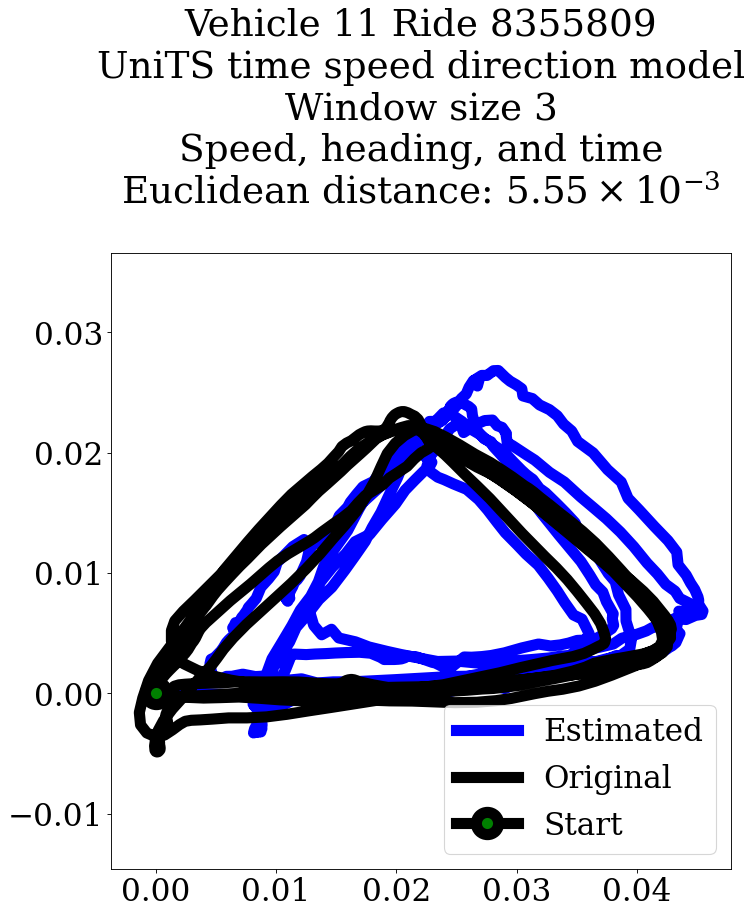 Vehicle 11 Ride 8355809
UniTS time speed direction model
Window size 3
Speed, heading, and time
Euclidean distance: 5.55 × 10⁻³
0.03
0.02
0.01
0.00
−0.01
0.00 0.01 0.02 0.03 0.04
Estimated
Original
Start